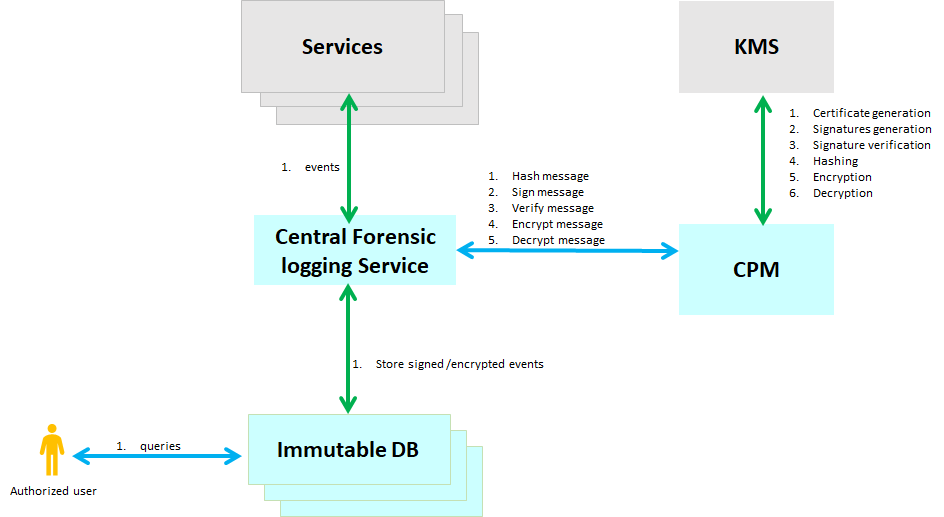 Services
KMS
1. Certificate generation
2. Signatures generation
3. Signature verification
4. Hashing
5. Encryption
6. Decryption
1. events
1. Hash message
2. Sign message
3. Verify message
4. Encrypt message
5. Decrypt message
Central Forensic
logging Service
CPM
1. Store signed/encrypted events
Immutable DB
1. queries
Authorized user